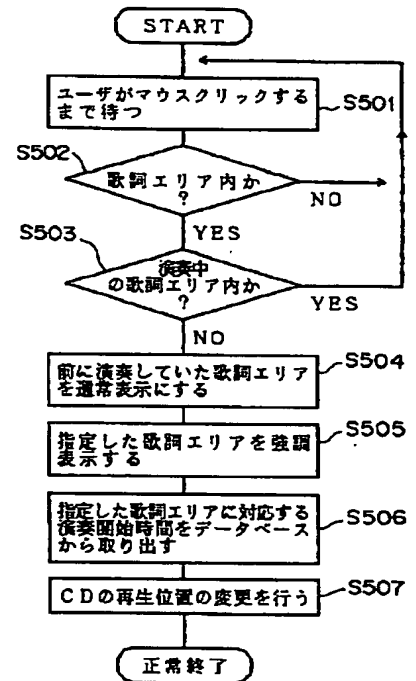 START
ユーザがマウスクリックする
まで待つ
S501
S502
歌詞エリア内か
?
NO
YES
S503
演奏中
の歌詞エリア内か
?
YES
NO
前に演奏していた歌詞エリア
を通常表示にする
S504
指定した歌詞エリアを強調
表示する
S505
指定した歌詞エリアに対応する
演奏開始時間をデータベース
から取り出す
S506
CDの再生位置の変更を行う
S507
正常終了